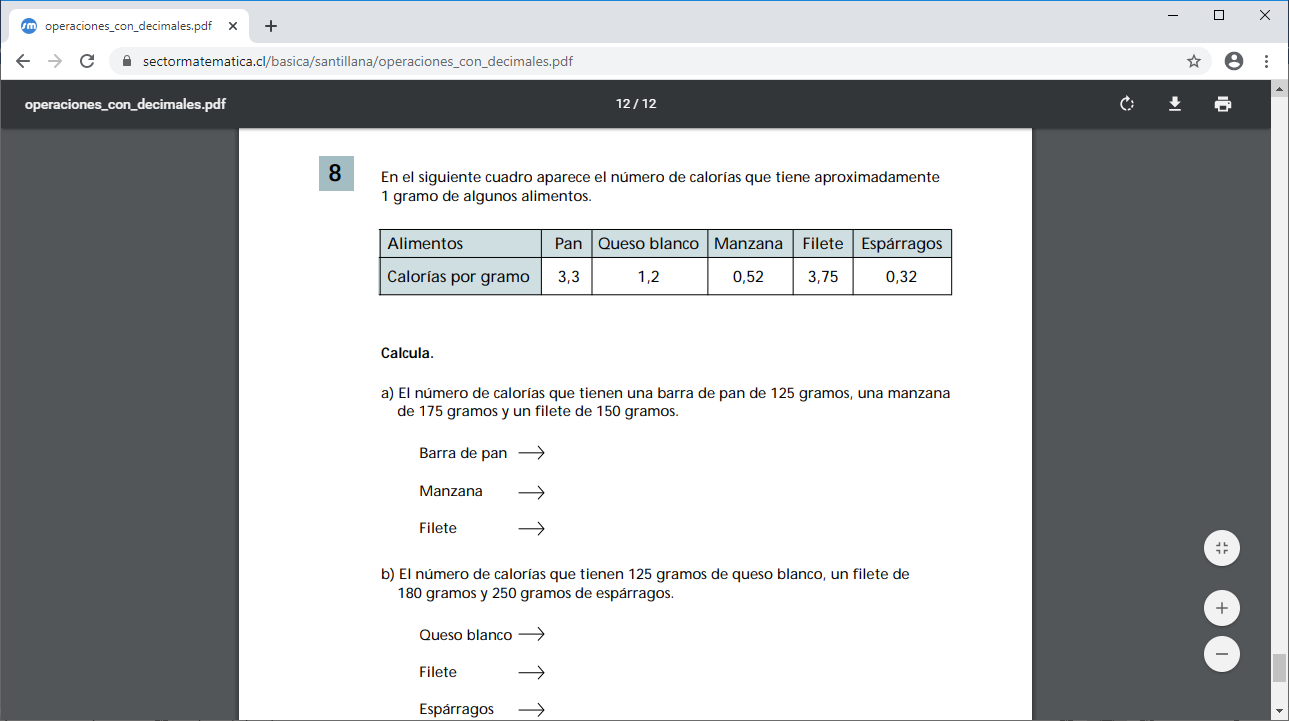 operaciones_con_decimales.pdf
sectormatematica.cl/basica/santillana/operaciones_con_decimales.pdf
operaciones_con_decimales.pdf
12 / 12
8
En el siguiente cuadro aparece el número de calorías que tiene aproximadamente
1 gramo de algunos alimentos.
Alimentos Pan Queso blanco Manzana Filete Espárragos
Calorías por gramo 3,3 1,2 0,52 3,75 0,32
Calcula.
a) El número de calorías que tienen una barra de pan de 125 gramos, una manzana
de 175 gramos y un filete de 150 gramos.
Barra de pan
Manzana
Filete
b) El número de calorías que tienen 125 gramos de queso blanco, un filete de
180 gramos y 250 gramos de espárragos.
Queso blanco
Filete
Espárragos